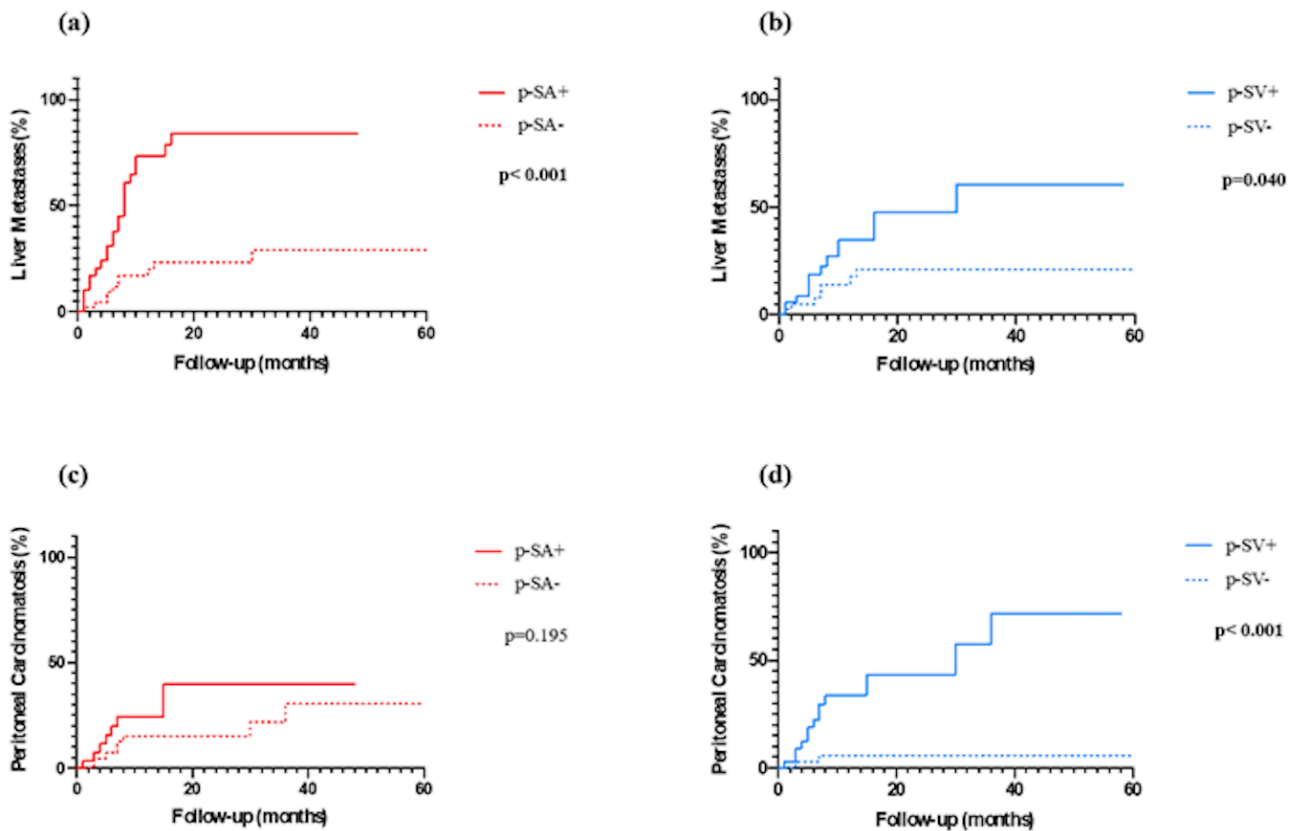 (a)
100
50
0
0 20 40 60
Liver Metastases (%)
Follow-up (months)
p-SA+
p-SA-
p< 0.001
(b)
100
50
0
0 20 40 60
Liver Metastases (%)
Follow-up (months)
p-SV+
p-SV-
p=0.040
(c)
100
50
0
0 20 40 60
Peritoneal Carcinomatosis (%)
Follow-up (months)
p-SA+
p-SA-
p=0.195
(d)
100
50
0
0 20 40 60
Peritoneal Carcinomatosis (%)
Follow-up (months)
p-SV+
p-SV-
p< 0.001